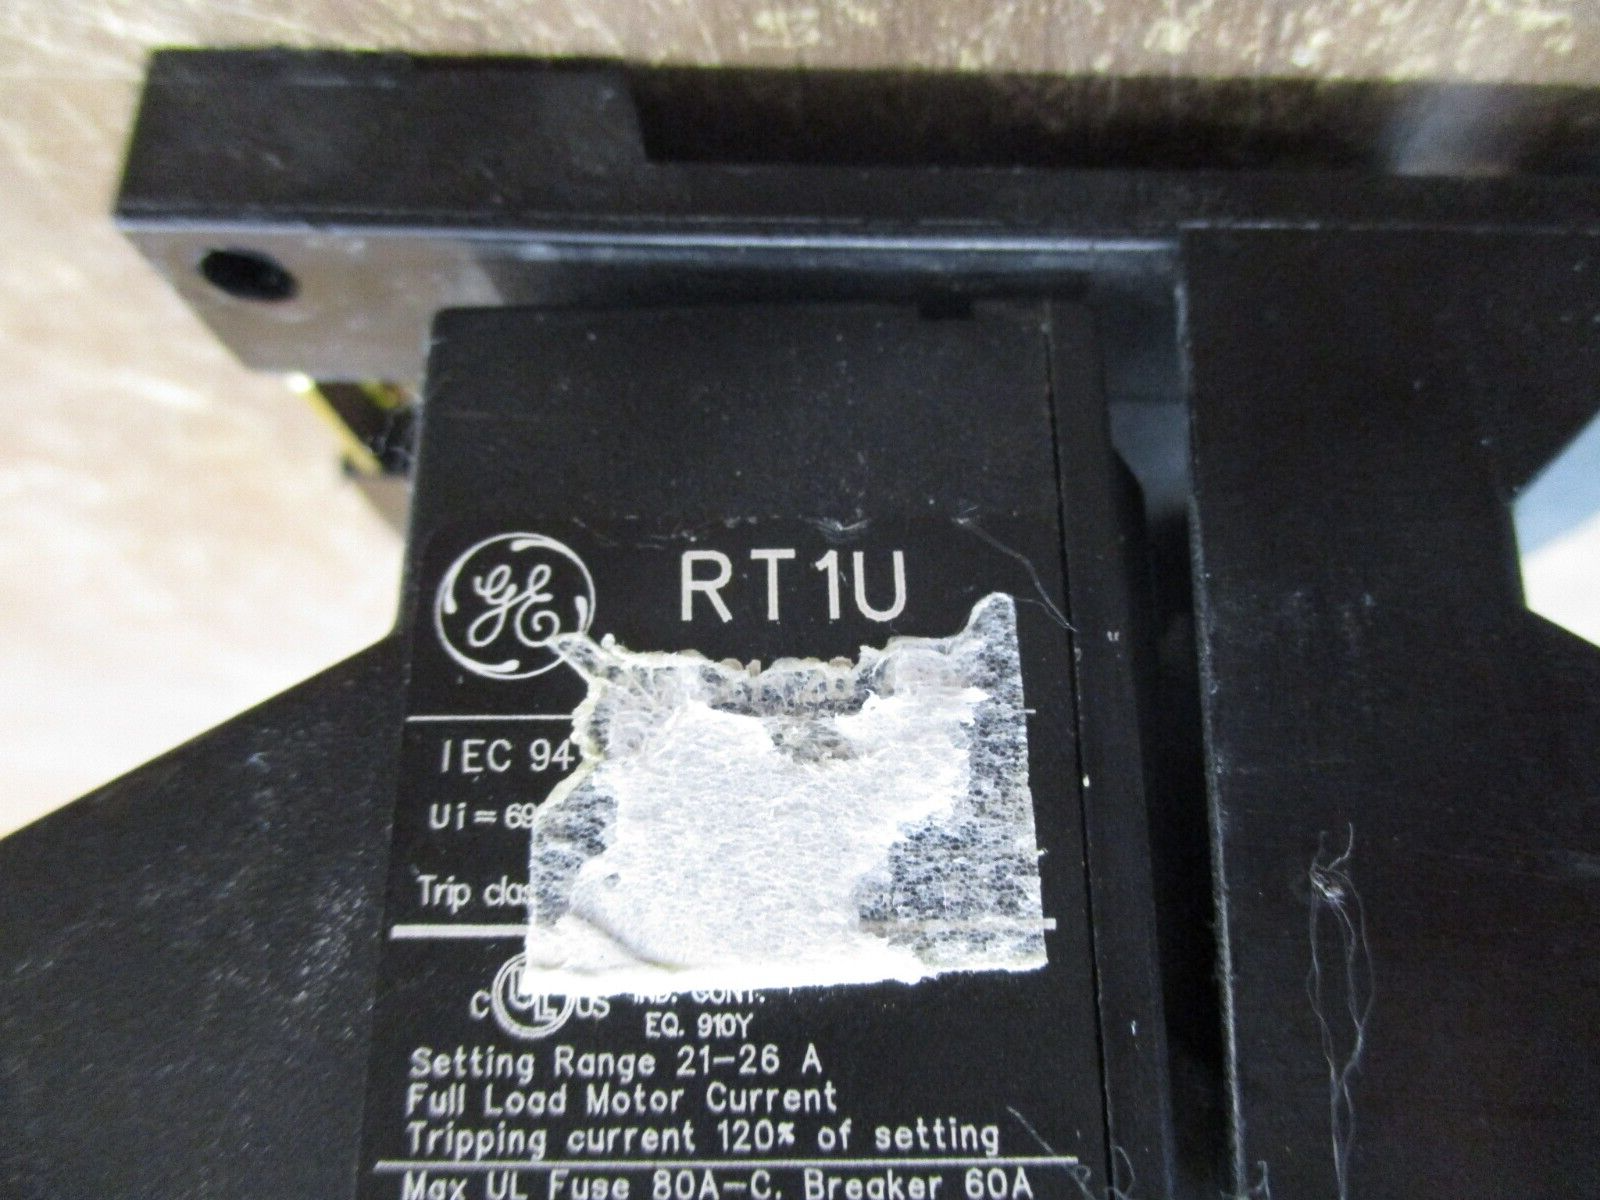 GE RT1U
IEC 94
Ui=69
Trip clas
C UL US IND. CONT.
EQ. 910Y
Setting Range 21-26 A
Full Load Motor Current
Tripping current 120% of setting
Max UL Fuse 80A-C. Breaker 60A